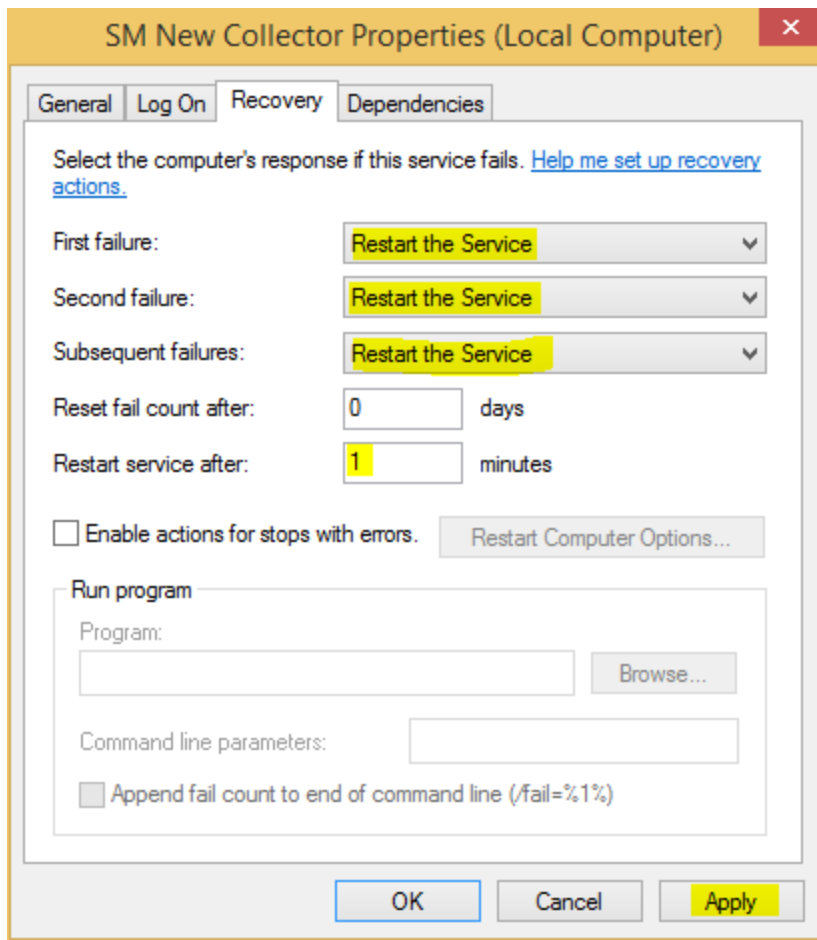 SM New Collector Properties (Local Computer)
General Log On Recovery Dependencies
Select the computer's response if this service fails. Help me set up recovery
actions.
First failure: Restart the Service
Second failure: Restart the Service
Subsequent failures: Restart the Service
Reset fail count after: 0 days
Restart service after: 1 minutes
Enable actions for stops with errors. Restart Computer Options...
Run program
Program:
Browse...
Command line parameters:
Append fail count to end of command line (/fail=%1%)
OK Cancel Apply